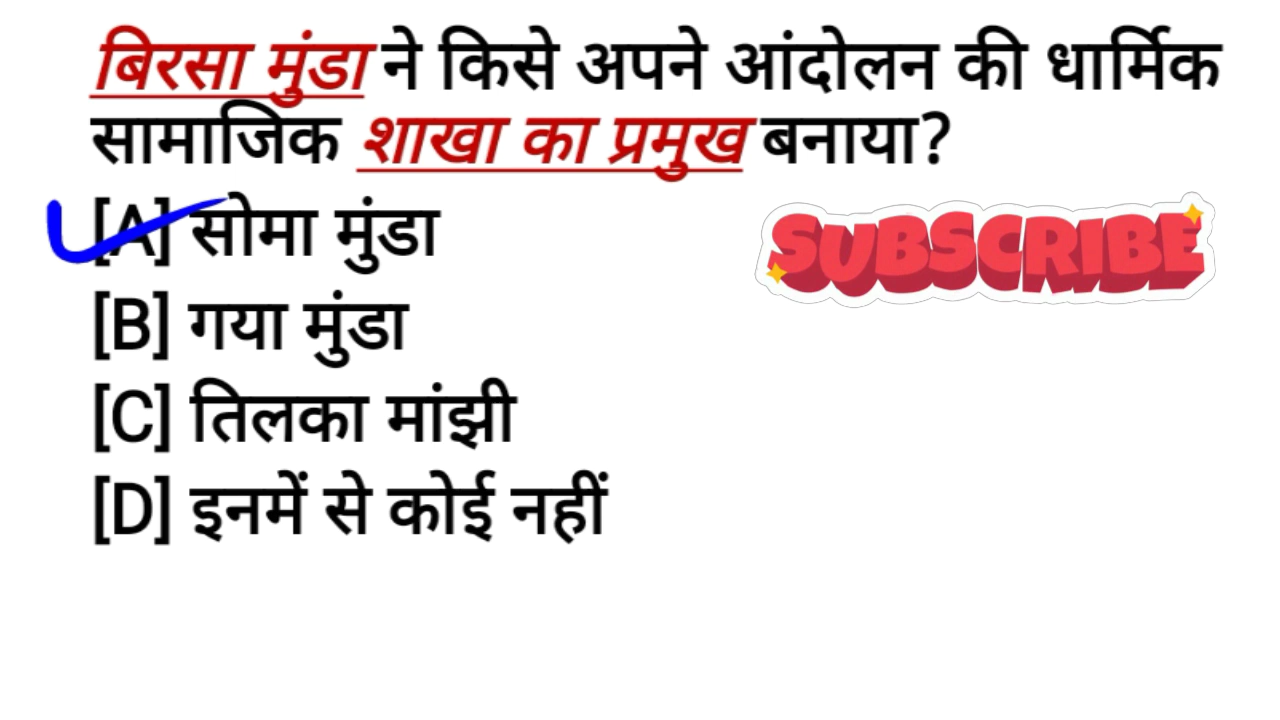 बिरसा मुंडा ने किसे अपने आंदोलन की धार्मिक
सामाजिक शाखा का प्रमुख बनाया?
[A] सोमा मुंडा
SUBSCRIBE
[B] गया मुंडा
[C] तिलका मांझी
[D] इनमें से कोई नहीं